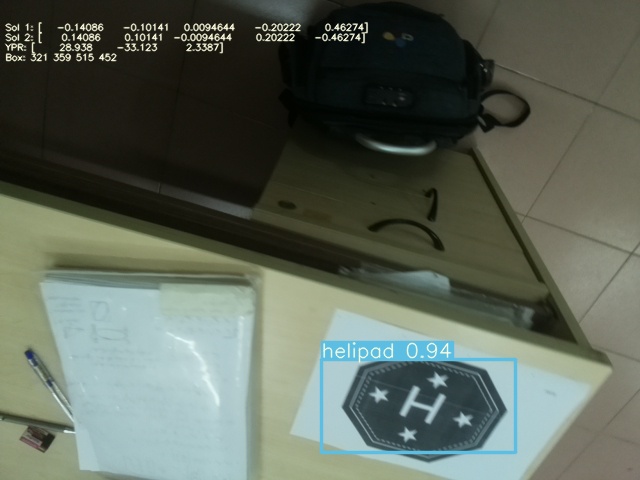 Sol 1: [ -0.14086 -0.10141 0.0094644 -0.20222 0.46274]
Sol 2: [ 0.14086 0.10141 -0.0094644 0.20222 -0.46274]
YPR: [ 28.938 -33.123 2.3387]
Box: 321 359 515 452
helipad 0.94
H